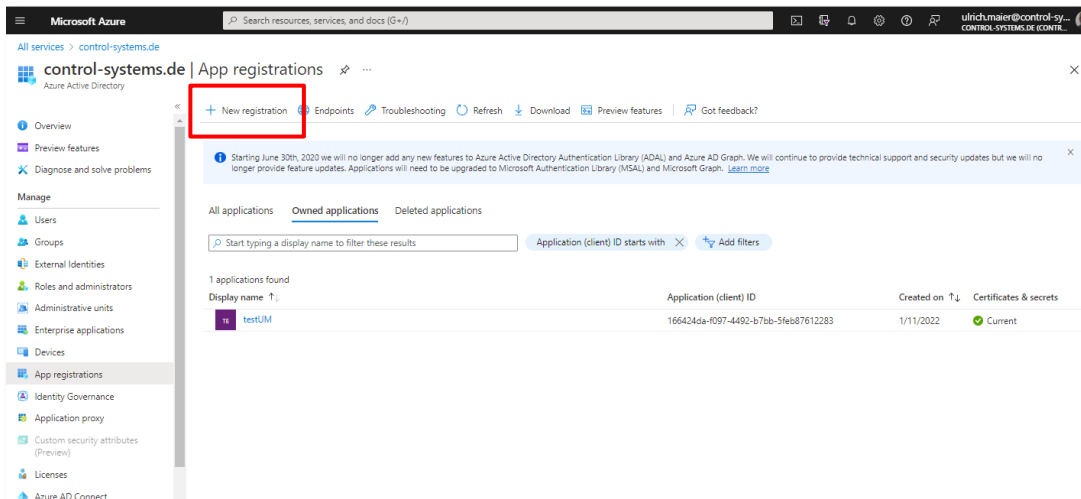 Microsoft Azure
Search resources, services, and docs (G+/)
ulrich.maier@control-sy...
CONTROL-SYSTEMS.DE (CONTR...
All services > control-systems.de
control-systems.de | App registrations
Azure Active Directory
New registration Endpoints Troubleshooting Refresh Download Preview features Got feedback?
Overview
Preview features
Diagnose and solve problems
Manage
Users
Groups
External Identities
Roles and administrators
Administrative units
Enterprise applications
Devices
App registrations
Identity Governance
Application proxy
Custom security attributes
(Preview)
Licenses
Azure AD Connect
Starting June 30th, 2020 we will no longer add any new features to Azure Active Directory Authentication Library (ADAL) and Azure AD Graph. We will continue to provide technical support and security updates but we will no
longer provide feature updates. Applications will need to be upgraded to Microsoft Authentication Library (MSAL) and Microsoft Graph. Learn more
All applications Owned applications Deleted applications
Start typing a display name to filter these results
Application (client) ID starts with
Add filters
1 applications found
Display name Application (client) ID Created on Certificates & secrets
TE testUM 166424da-f097-4492-b7bb-5feb87612283 1/11/2022 Current